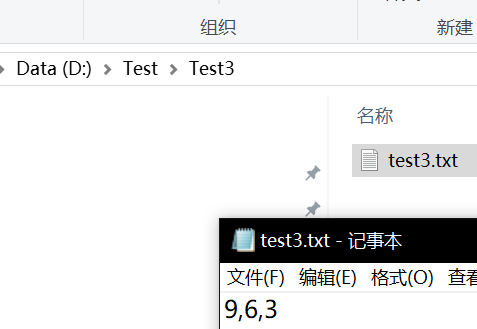 组织
新建
Data (D:) Test Test3
名称
test3.txt
test3.txt - 记事本
文件(F) 编辑(E) 格式(O) 查看
9,6,3